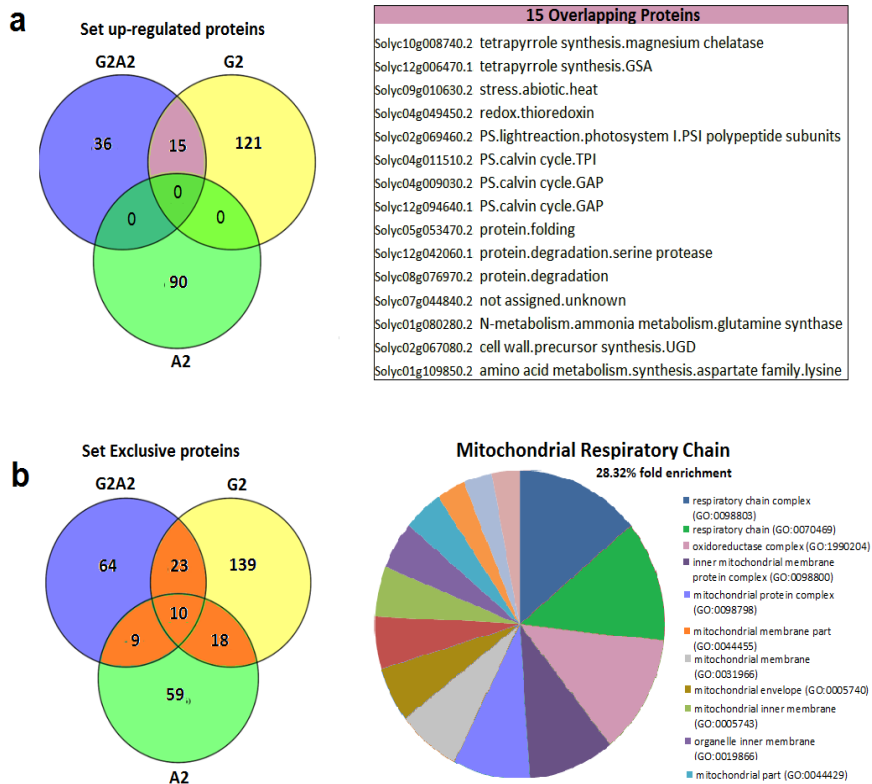 a
Set up-regulated proteins
G2A2
G2
36
15
121
0
0
0
90
A2
15 Overlapping Proteins
Solyc10g008740.2 tetrapyrrole synthesis.magnesium chelatase
Solyc12g006470.1 tetrapyrrole synthesis.GSA
Solyc09g010630.2 stress.abiotic.heat
Solyc04g049450.2 redox.thioredoxin
Solyc02g069460.2 PS.lightreaction.photosystem I.PSI polypeptide subunits
Solyc04g011510.2 PS.calvin cycle.TPI
Solyc04g009030.2 PS.calvin cycle.GAP
Solyc12g094640.1 PS.calvin cycle.GAP
Solyc05g053470.2 protein.folding
Solyc12g042060.1 protein.degradation.serine protease
Solyc08g076970.2 protein.degradation
Solyc07g044840.2 not assigned.unknown
Solyc01g080280.2 N-metabolism.ammonia metabolism.glutamine synthase
Solyc02g067080.2 cell wall.precursor synthesis.UGD
Solyc01g109850.2 amino acid metabolism.synthesis.aspartate family.lysine
b
Set Exclusive proteins
G2A2
G2
64
23
139
10
9
18
59
A2
Mitochondrial Respiratory Chain
28.32% fold enrichment
respiratory chain complex
(GO:0098803)
respiratory chain (GO:0070469)
oxidoreductase complex (GO:1990204)
inner mitochondrial membrane
protein complex (GO:0098800)
mitochondrial protein complex
(GO:0098798)
mitochondrial membrane part
(GO:0044455)
mitochondrial membrane
(GO:0031966)
mitochondrial envelope (GO:0005740)
mitochondrial inner membrane
(GO:0005743)
organelle inner membrane
(GO:0019866)
mitochondrial part (GO:0044429)